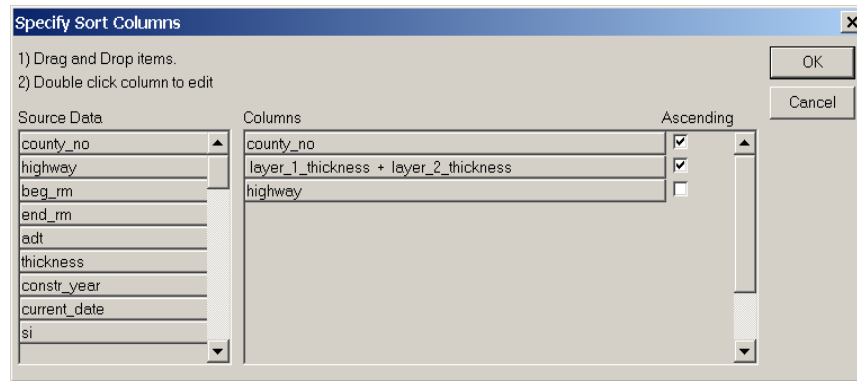 Specify Sort Columns
1) Drag and Drop items.
2) Double click column to edit
OK
Cancel
Source Data
Columns
Ascending
county_no
highway
beg_rm
end_rm
adt
thickness
constr_year
current_date
si
county_no
layer_1_thickness + layer_2_thickness
highway